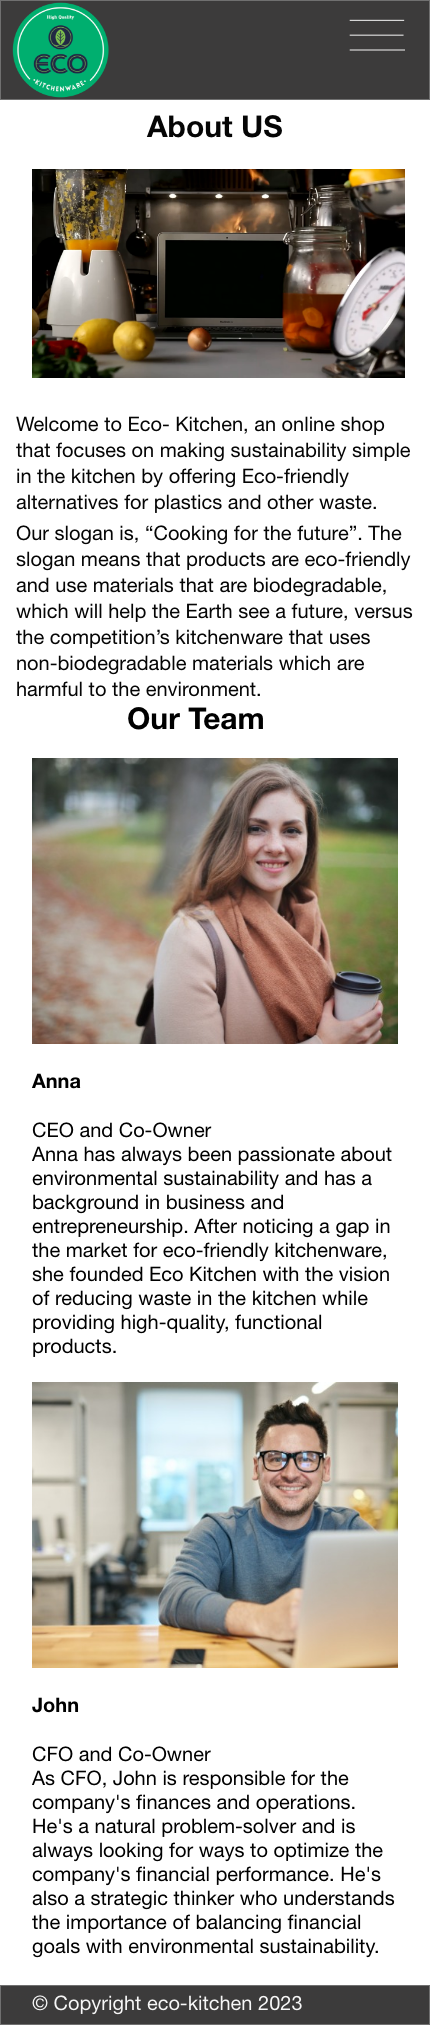 High Quality
ECO
KITCHENWARE
About US
Welcome to Eco- Kitchen, an online shop
that focuses on making sustainability simple
in the kitchen by offering Eco-friendly
alternatives for plastics and other waste.
Our slogan is, “Cooking for the future”. The
slogan means that products are eco-friendly
and use materials that are biodegradable,
which will help the Earth see a future, versus
the competition’s kitchenware that uses
non-biodegradable materials which are
harmful to the environment.
Our Team
Anna
CEO and Co-Owner
Anna has always been passionate about
environmental sustainability and has a
background in business and
entrepreneurship. After noticing a gap in
the market for eco-friendly kitchenware,
she founded Eco Kitchen with the vision
of reducing waste in the kitchen while
providing high-quality, functional
products.
John
CFO and Co-Owner
As CFO, John is responsible for the
company's finances and operations.
He's a natural problem-solver and is
always looking for ways to optimize the
company's financial performance. He's
also a strategic thinker who understands
the importance of balancing financial
goals with environmental sustainability.
© Copyright eco-kitchen 2023